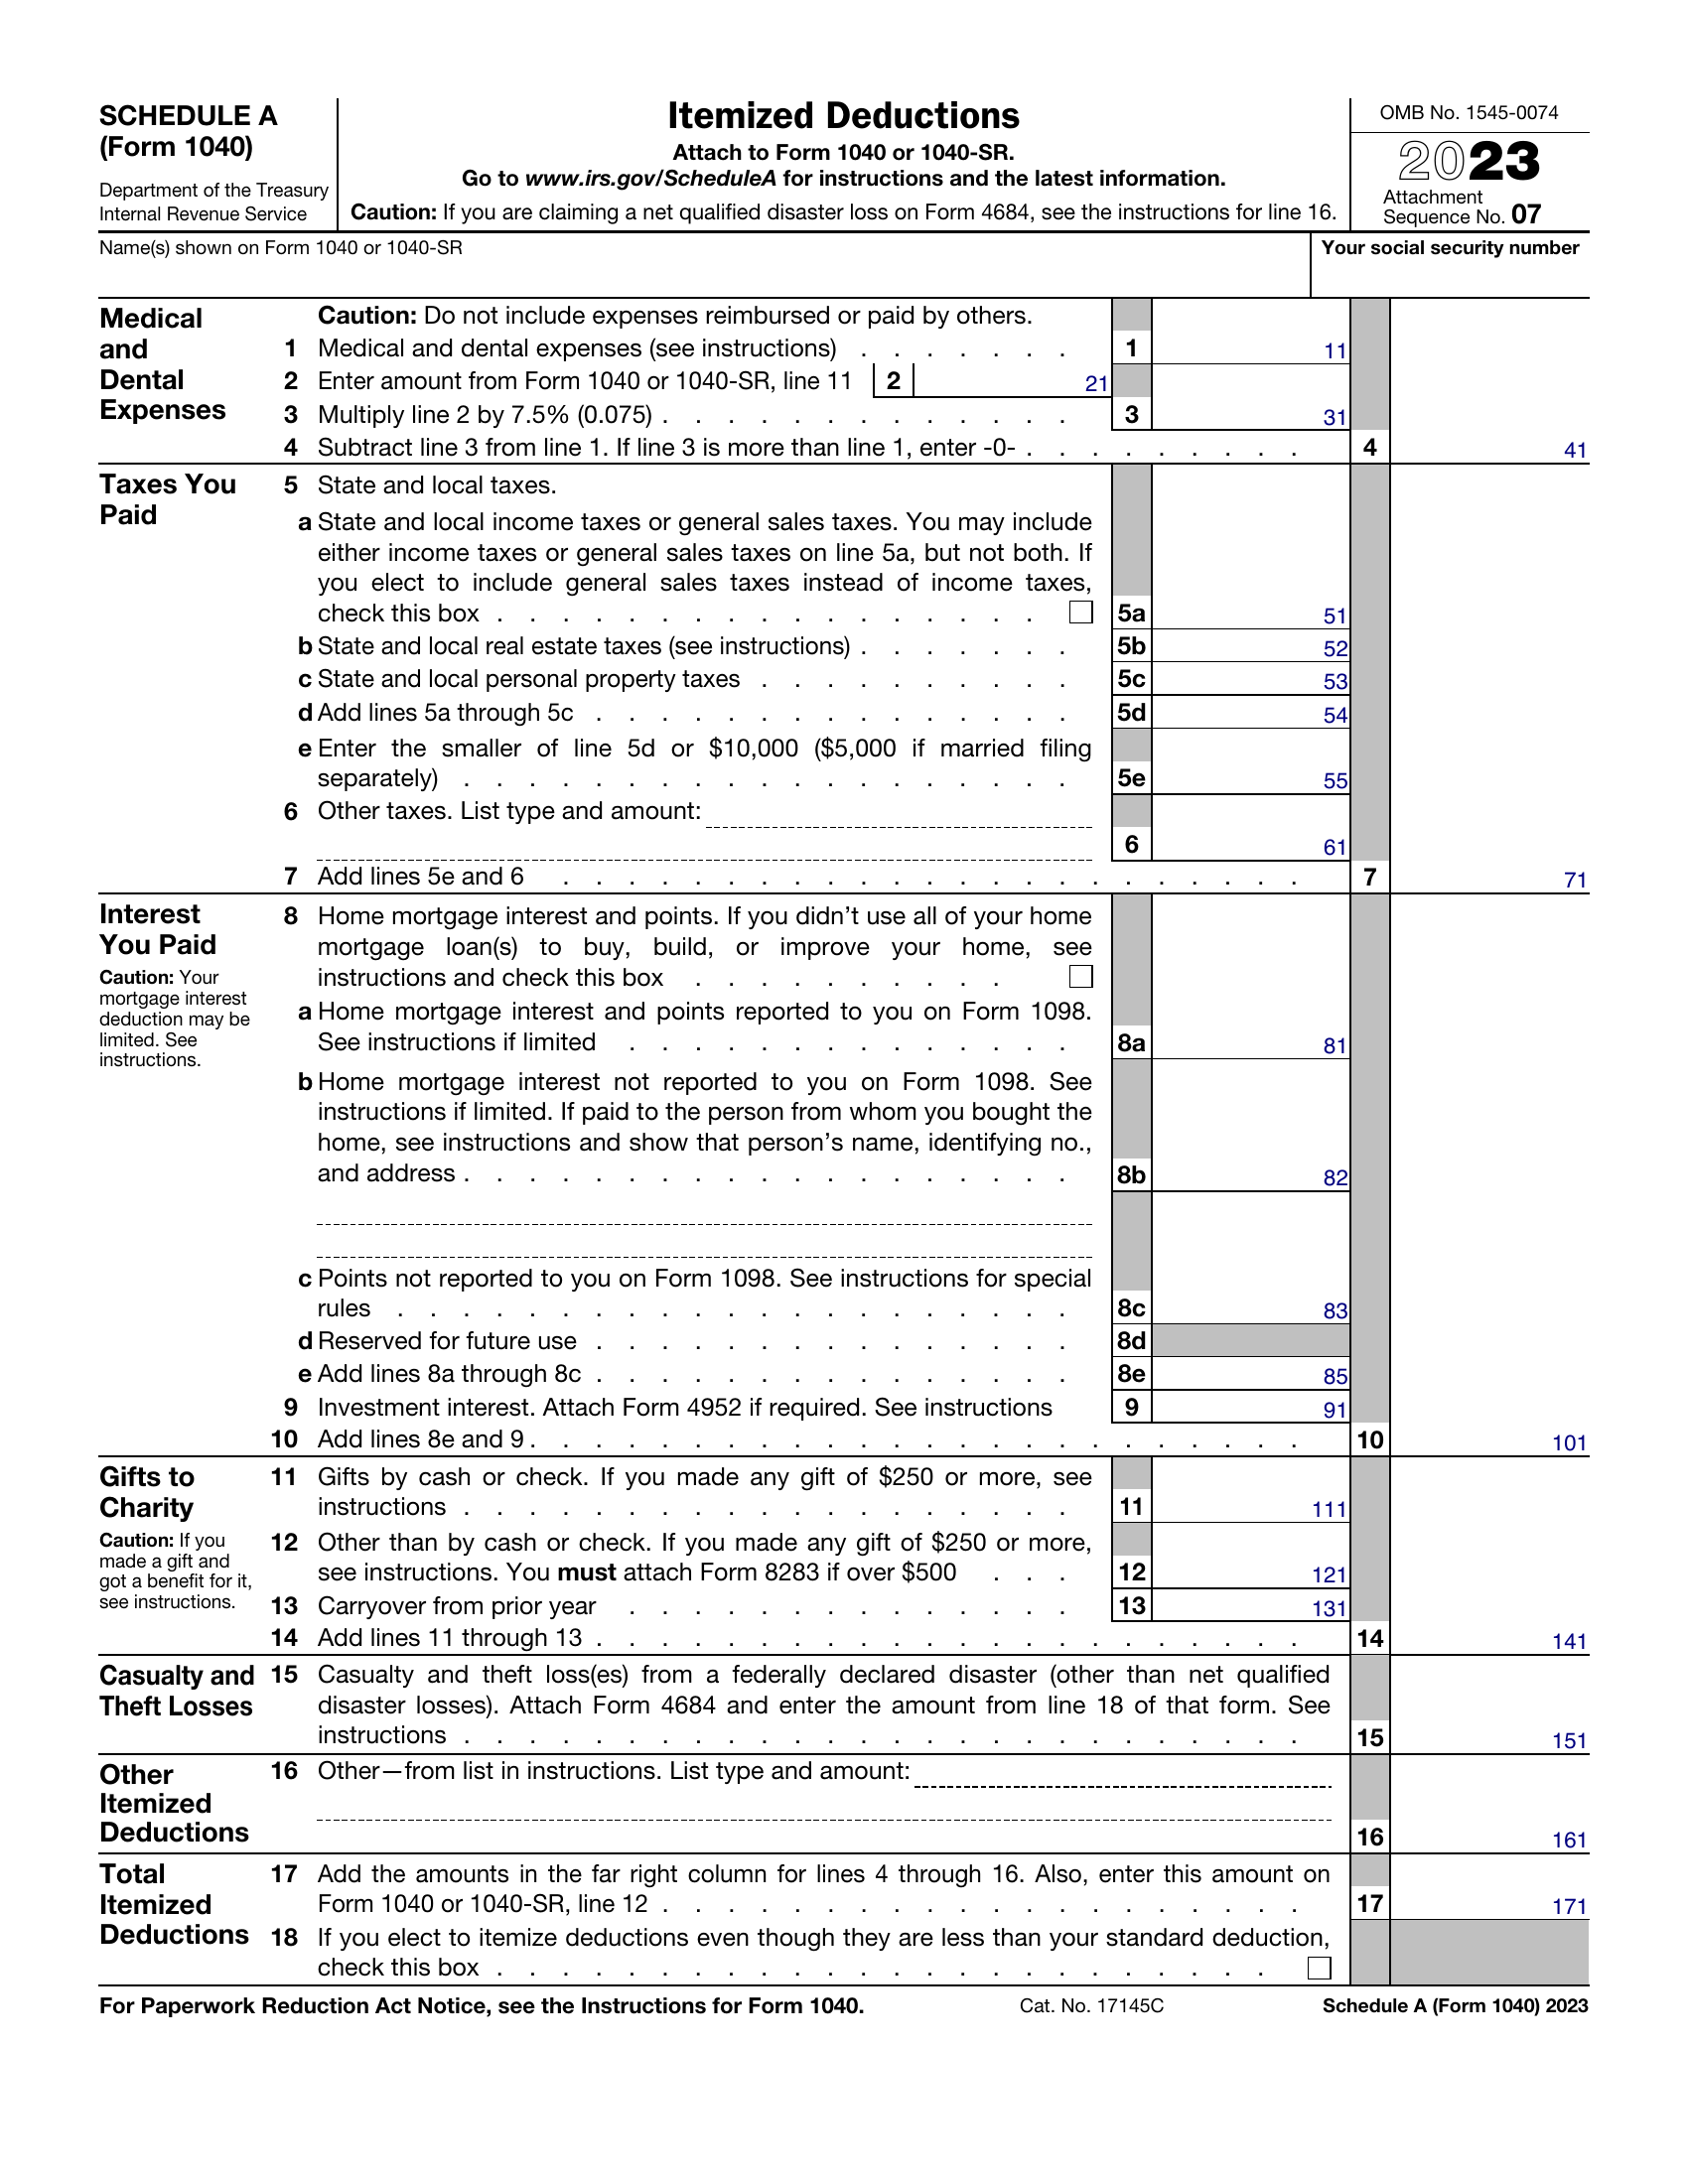 SCHEDULE A
(Form 1040)
Department of the Treasury
Internal Revenue Service
Itemized Deductions
Attach to Form 1040 or 1040-SR.
Go to www.irs.gov/ScheduleA for instructions and the latest information.
Caution: If you are claiming a net qualified disaster loss on Form 4684, see the instructions for line 16.
OMB No. 1545-0074
2023
Attachment
Sequence No. 07
Name(s) shown on Form 1040 or 1040-SR
Your social security number
Medical
and
Dental
Expenses
Caution: Do not include expenses reimbursed or paid by others.
1 Medical and dental expenses (see instructions) . . . . . . . 1 11
2 Enter amount from Form 1040 or 1040-SR, line 11 2 21
3 Multiply line 2 by 7.5% (0.075) . . . . . . . . . . . . . 3 31
4 Subtract line 3 from line 1. If line 3 is more than line 1, enter -0- . . . . . . . . . 4 41
Taxes You
Paid
5 State and local taxes.
a State and local income taxes or general sales taxes. You may include
either income taxes or general sales taxes on line 5a, but not both. If
you elect to include general sales taxes instead of income taxes,
check this box . . . . . . . . . . . . . . . . . 5a 51
b State and local real estate taxes (see instructions) . . . . . . . 5b 52
c State and local personal property taxes . . . . . . . . . . 5c 53
d Add lines 5a through 5c . . . . . . . . . . . . . . . 5d 54
e Enter the smaller of line 5d or $10,000 ($5,000 if married filing
separately) . . . . . . . . . . . . . . . . . . . 5e 55
6 Other taxes. List type and amount:
6 61
7 Add lines 5e and 6 . . . . . . . . . . . . . . . . . . . . . . . 7 71
Interest
You Paid
Caution: Your
mortgage interest
deduction may be
limited. See
instructions.
8 Home mortgage interest and points. If you didn’t use all of your home
mortgage loan(s) to buy, build, or improve your home, see
instructions and check this box . . . . . . . . . .
a Home mortgage interest and points reported to you on Form 1098.
See instructions if limited . . . . . . . . . . . . . . 8a 81
b Home mortgage interest not reported to you on Form 1098. See
instructions if limited. If paid to the person from whom you bought the
home, see instructions and show that person’s name, identifying no.,
and address . . . . . . . . . . . . . . . . . . . 8b 82
c Points not reported to you on Form 1098. See instructions for special
rules . . . . . . . . . . . . . . . . . . . . . 8c 83
d Reserved for future use . . . . . . . . . . . . . . . 8d
e Add lines 8a through 8c . . . . . . . . . . . . . . . 8e 85
9 Investment interest. Attach Form 4952 if required. See instructions 9 91
10 Add lines 8e and 9 . . . . . . . . . . . . . . . . . . . . . . . . 10 101
Gifts to
Charity
Caution: If you
made a gift and
got a benefit for it,
see instructions.
11 Gifts by cash or check. If you made any gift of $250 or more, see
instructions . . . . . . . . . . . . . . . . . . . 11 111
12 Other than by cash or check. If you made any gift of $250 or more,
see instructions. You must attach Form 8283 if over $500 . . . 12 121
13 Carryover from prior year . . . . . . . . . . . . . . 13 131
14 Add lines 11 through 13 . . . . . . . . . . . . . . . . . . . . . . 14 141
Casualty and
Theft Losses
15 Casualty and theft loss(es) from a federally declared disaster (other than net qualified
disaster losses). Attach Form 4684 and enter the amount from line 18 of that form. See
instructions . . . . . . . . . . . . . . . . . . . . . . . . . . 15 151
Other
Itemized
Deductions
16 Other—from list in instructions. List type and amount:
16 161
Total
Itemized
Deductions
17 Add the amounts in the far right column for lines 4 through 16. Also, enter this amount on
Form 1040 or 1040-SR, line 12 . . . . . . . . . . . . . . . . . . . . 17 171
18 If you elect to itemize deductions even though they are less than your standard deduction,
check this box . . . . . . . . . . . . . . . . . . . . . . . .
For Paperwork Reduction Act Notice, see the Instructions for Form 1040.
Cat. No. 17145C
Schedule A (Form 1040) 2023